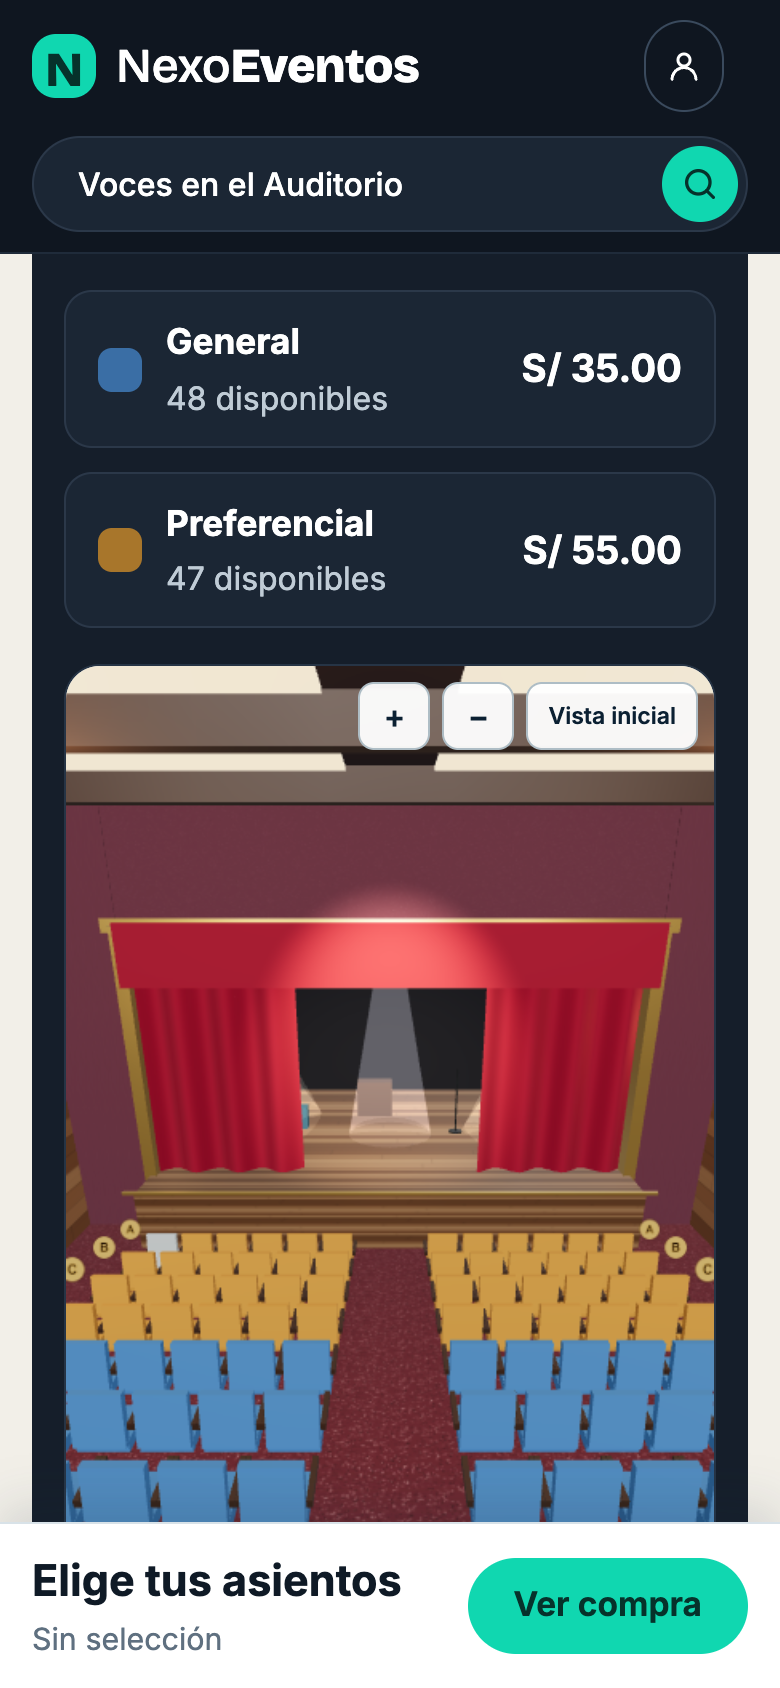 N NexoEventos
Voces en el Auditorio
General
48 disponibles
S/ 35.00
Preferencial
47 disponibles
S/ 55.00
+
−
Vista inicial
A
A
B
B
C
C
Elige tus asientos
Sin selección
Ver compra